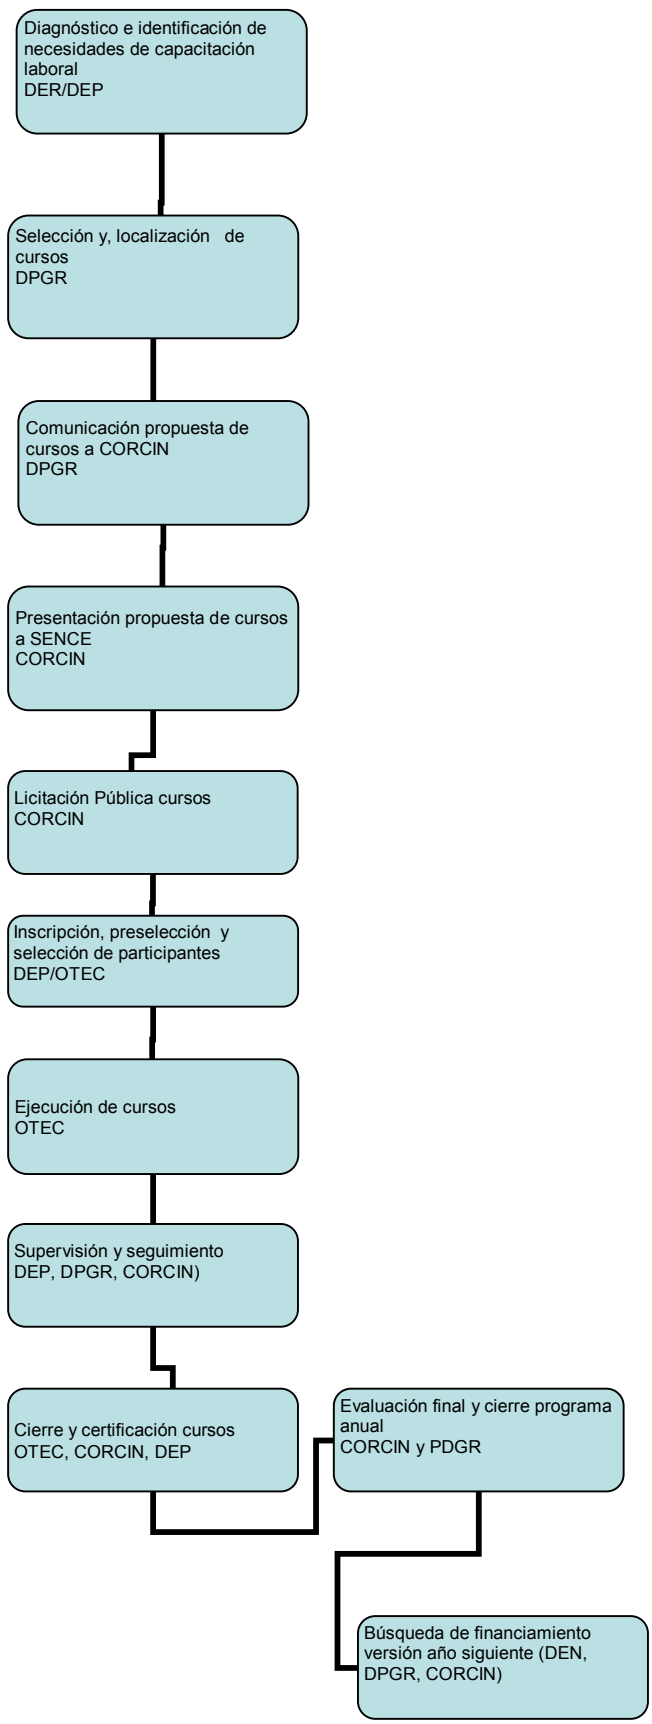 Diagnóstico e identificación de
necesidades de capacitación
laboral
DER/DEP
Selección y, localización de
cursos
DPGR
Comunicación propuesta de
cursos a CORCIN
DPGR
Presentación propuesta de cursos
a SENCE
CORCIN
Licitación Pública cursos
CORCIN
Inscripción, preselección y
selección de participantes
DEP/OTEC
Ejecución de cursos
OTEC
Supervisión y seguimiento
DEP, DPGR, CORCIN)
Cierre y certificación cursos
OTEC, CORCIN, DEP
Evaluación final y cierre programa
anual
CORCIN y PDGR
Búsqueda de financiamiento
versión año siguiente (DEN,
DPGR, CORCIN)